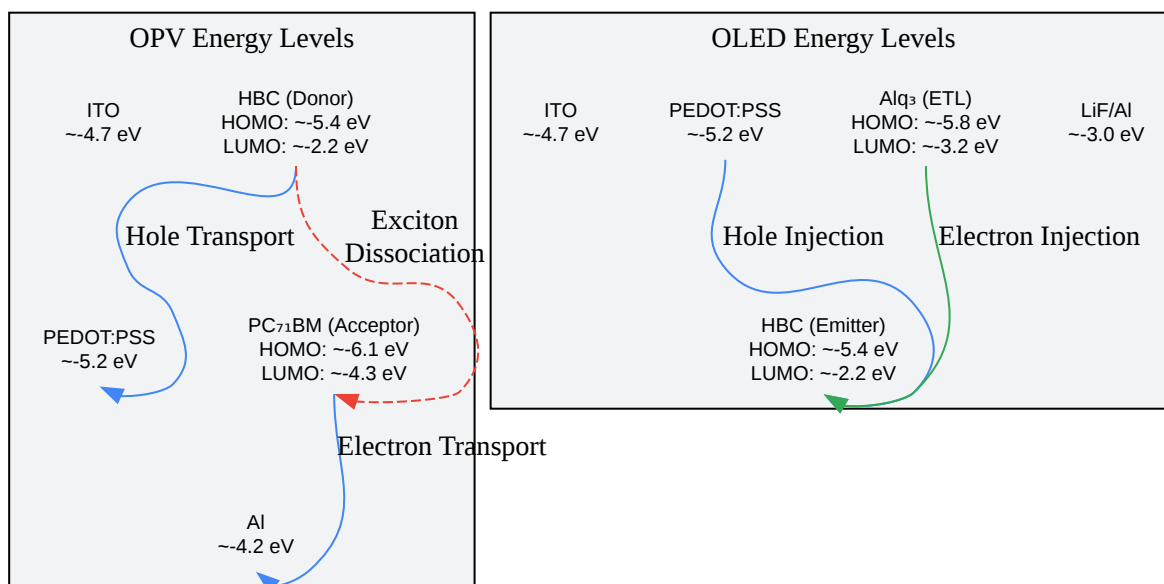 OPV Energy Levels
ITO
~-4.7 eV
HBC (Donor)
HOMO: ~-5.4 eV
LUMO: ~-2.2 eV
Hole Transport
Exciton
Dissociation
PEDOT:PSS
~-5.2 eV
PC₇₁BM (Acceptor)
HOMO: ~-6.1 eV
LUMO: ~-4.3 eV
Electron Transport
Al
~-4.2 eV
OLED Energy Levels
ITO
~-4.7 eV
PEDOT:PSS
~-5.2 eV
Alq₃ (ETL)
HOMO: ~-5.8 eV
LUMO: ~-3.2 eV
LiF/Al
~-3.0 eV
Hole Injection
Electron Injection
HBC (Emitter)
HOMO: ~-5.4 eV
LUMO: ~-2.2 eV